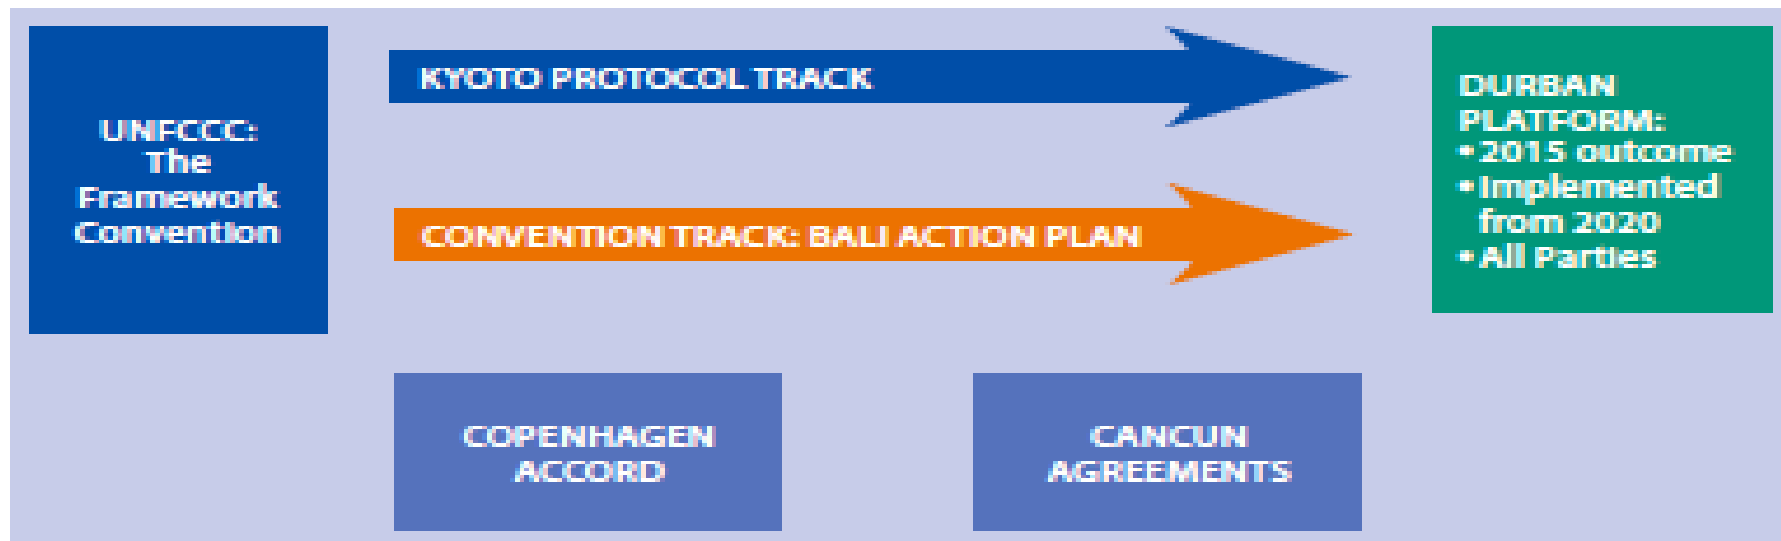 UNFCCC:
The
Framework
Convention
KYOTO PROTOCOL TRACK
CONVENTION TRACK: BALI ACTION PLAN
COPENHAGEN
ACCORD
CANCUN
AGREEMENTS
DURBAN
PLATFORM:
• 2015 outcome
• Implemented
from 2020
• All Parties